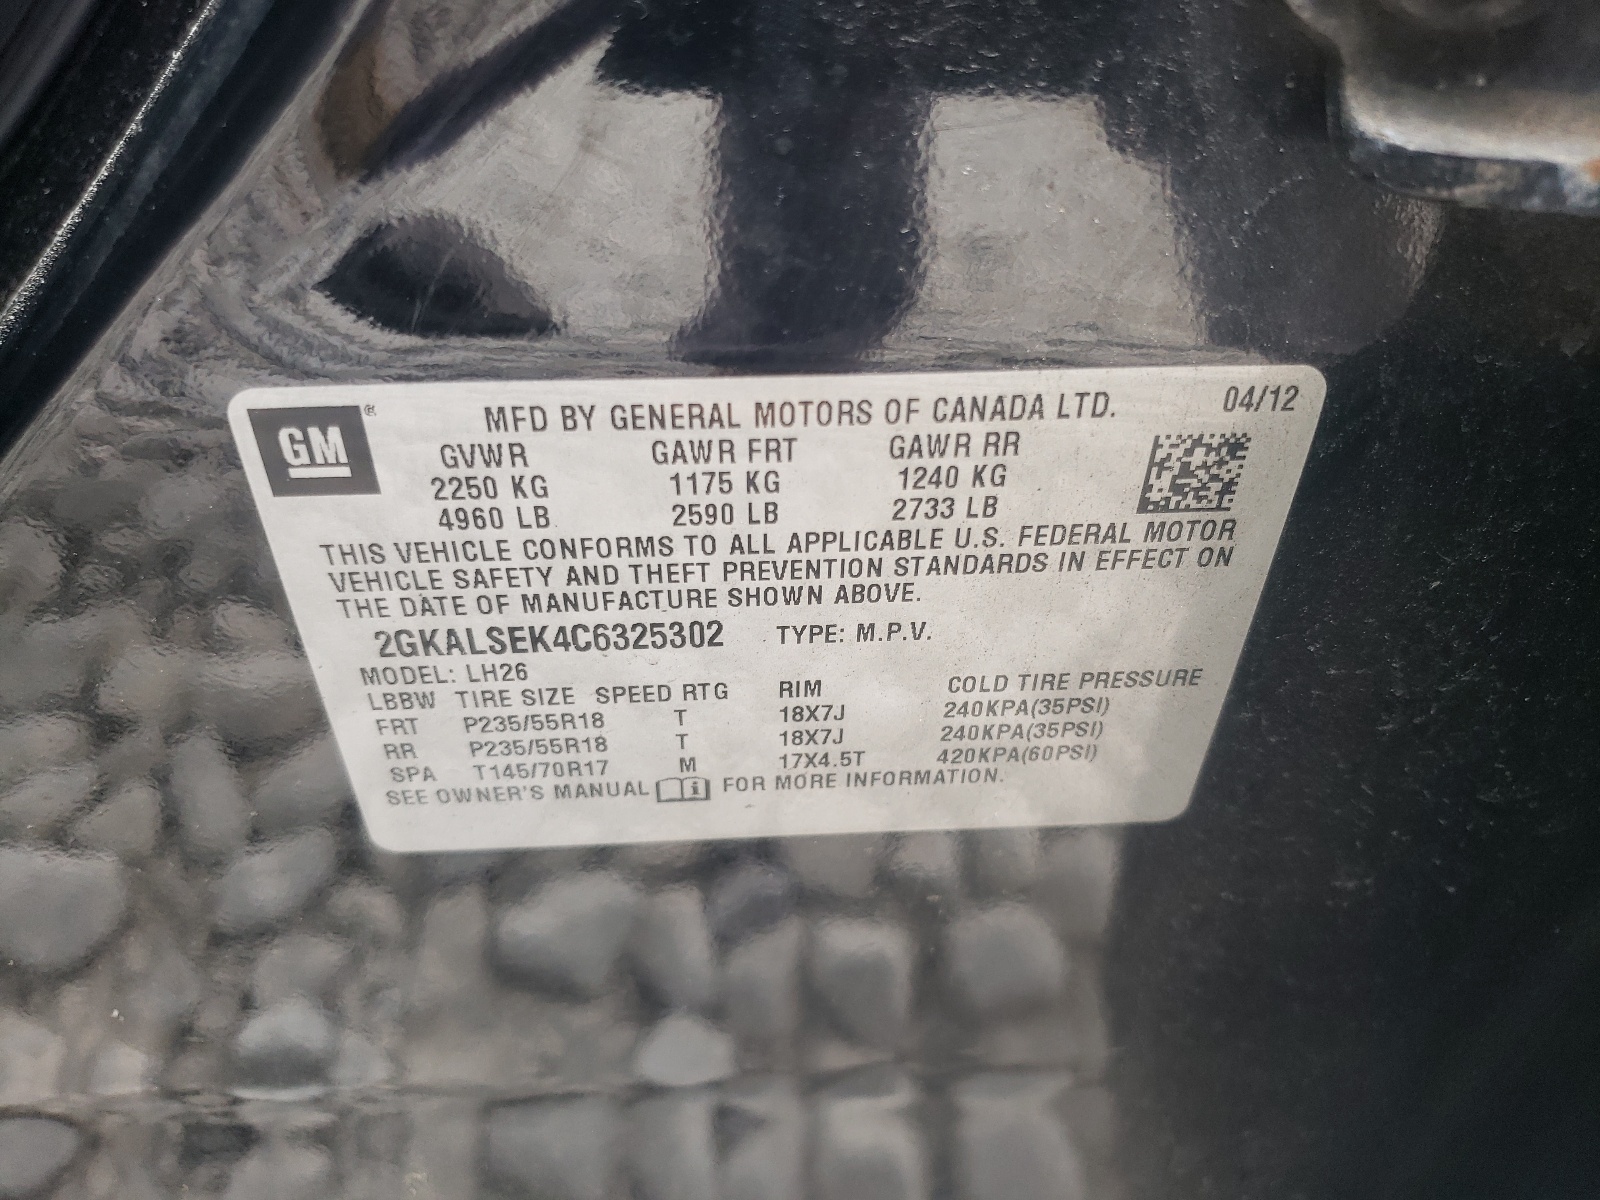 GM ®
MFD BY GENERAL MOTORS OF CANADA LTD. 04/12
GVWR GAWR FRT GAWR RR
2250 KG 1175 KG 1240 KG
4960 LB 2590 LB 2733 LB
THIS VEHICLE CONFORMS TO ALL APPLICABLE U.S. FEDERAL MOTOR
VEHICLE SAFETY AND THEFT PREVENTION STANDARDS IN EFFECT ON
THE DATE OF MANUFACTURE SHOWN ABOVE.
2GKALSEK4C6325302 TYPE: M.P.V.
MODEL: LH26
LBBW TIRE SIZE SPEED RTG RIM COLD TIRE PRESSURE
FRT P235/55R18 T 18X7J 240KPA(35PSI)
RR P235/55R18 T 18X7J 240KPA(35PSI)
SPA T145/70R17 M 17X4.5T 420KPA(60PSI)
SEE OWNER'S MANUAL i FOR MORE INFORMATION.